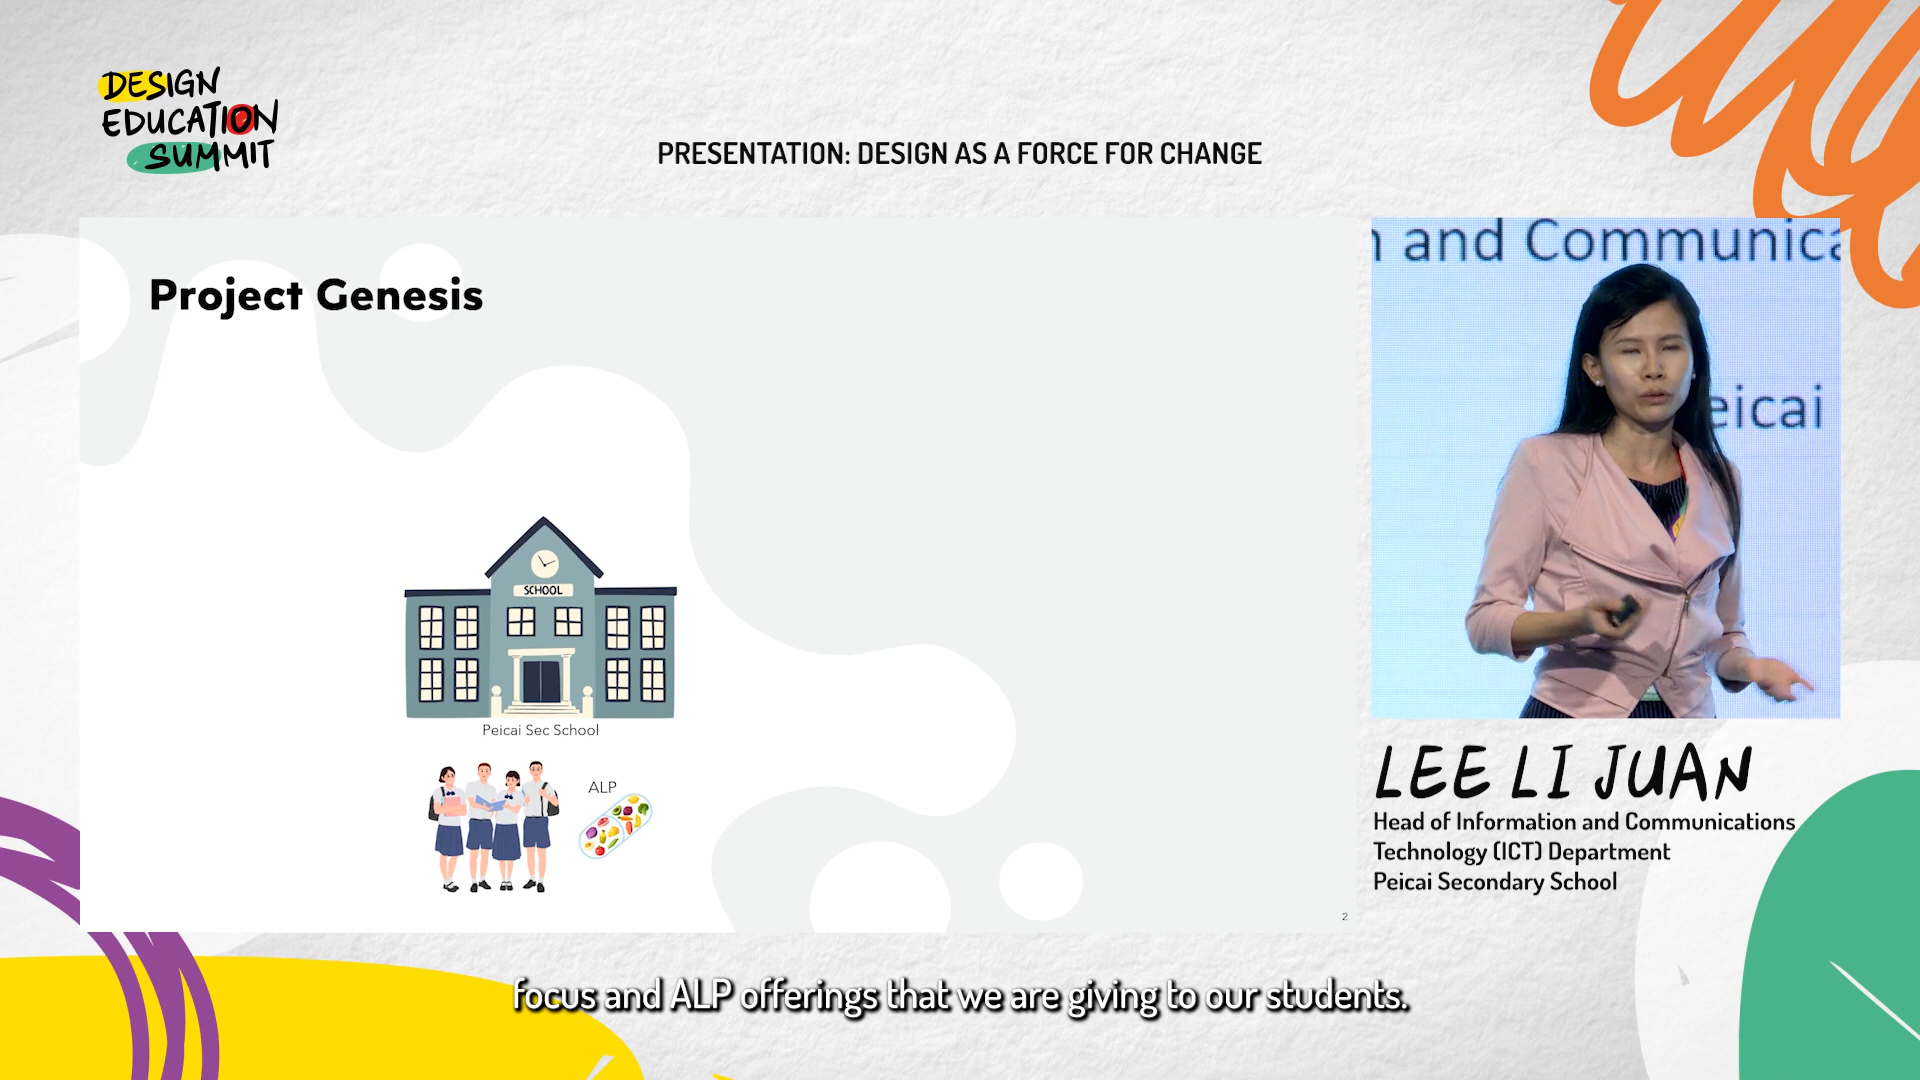 DESIGN
EDUCATION
SUMMIT
PRESENTATION: DESIGN AS A FORCE FOR CHANGE
Project Genesis
SCHOOL
Peicai Sec School
ALP
2
and Communica
eicai
LEE LI JUAN
Head of Information and Communications
Technology (ICT) Department
Peicai Secondary School
focus and ALP offerings that we are giving to our students.